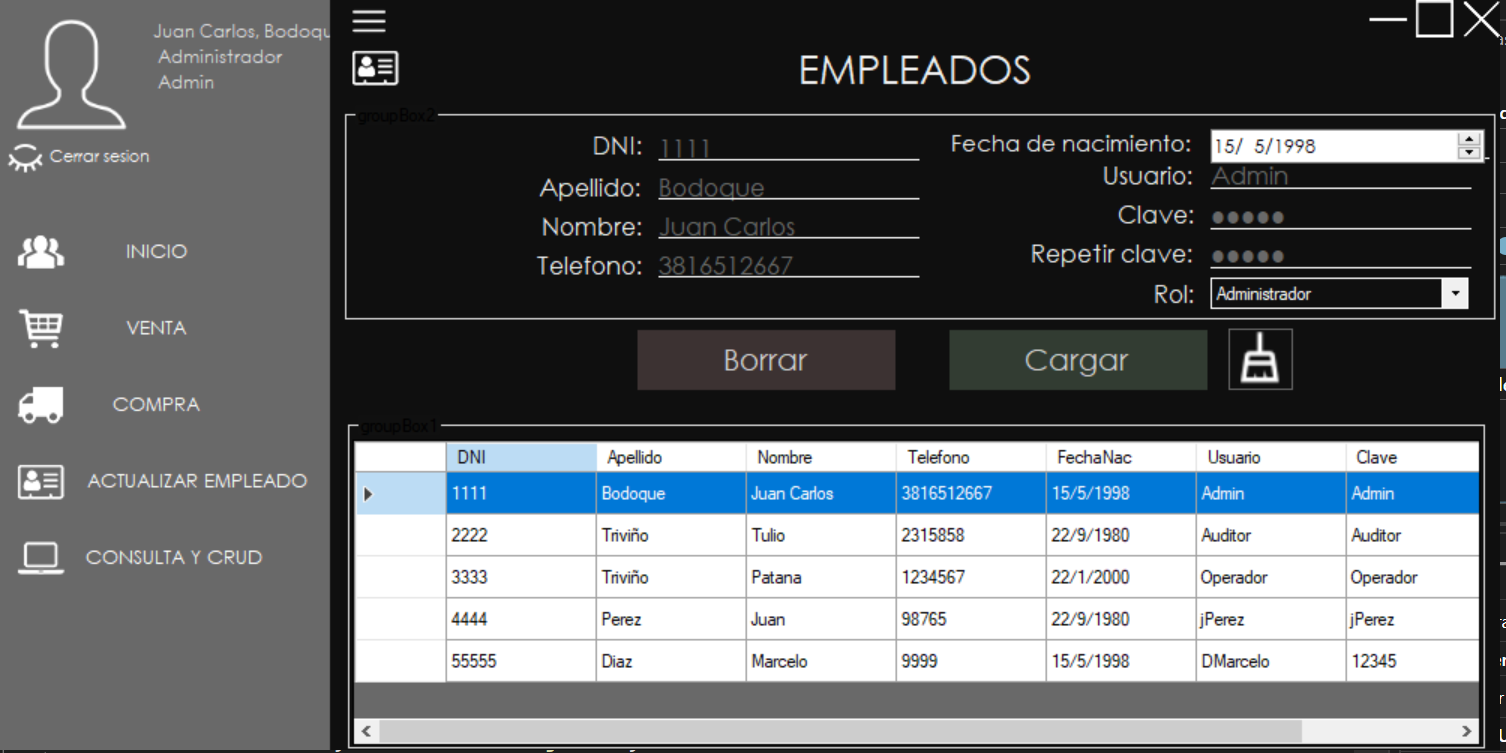 Juan Carlos, Bodoqu
Administrador
Admin
Cerrar sesion
INICIO
VENTA
COMPRA
ACTUALIZAR EMPLEADO
CONSULTA Y CRUD
EMPLEADOS
groupBox2
DNI: 1111
Apellido: Bodoque
Nombre: Juan Carlos
Telefono: 3816512667
Fecha de nacimiento: 15/ 5/1998
Usuario: Admin
Clave: ●●●●●
Repetir clave: ●●●●●
Rol: Administrador
Borrar Cargar
groupBox1
DNI Apellido Nombre Telefono FechaNac Usuario Clave
1111 Bodoque Juan Carlos 3816512667 15/5/1998 Admin Admin
2222 Triviño Tulio 2315858 22/9/1980 Auditor Auditor
3333 Triviño Patana 1234567 22/1/2000 Operador Operador
4444 Perez Juan 98765 22/9/1980 jPerez jPerez
55555 Diaz Marcelo 9999 15/5/1998 DMarcelo 12345